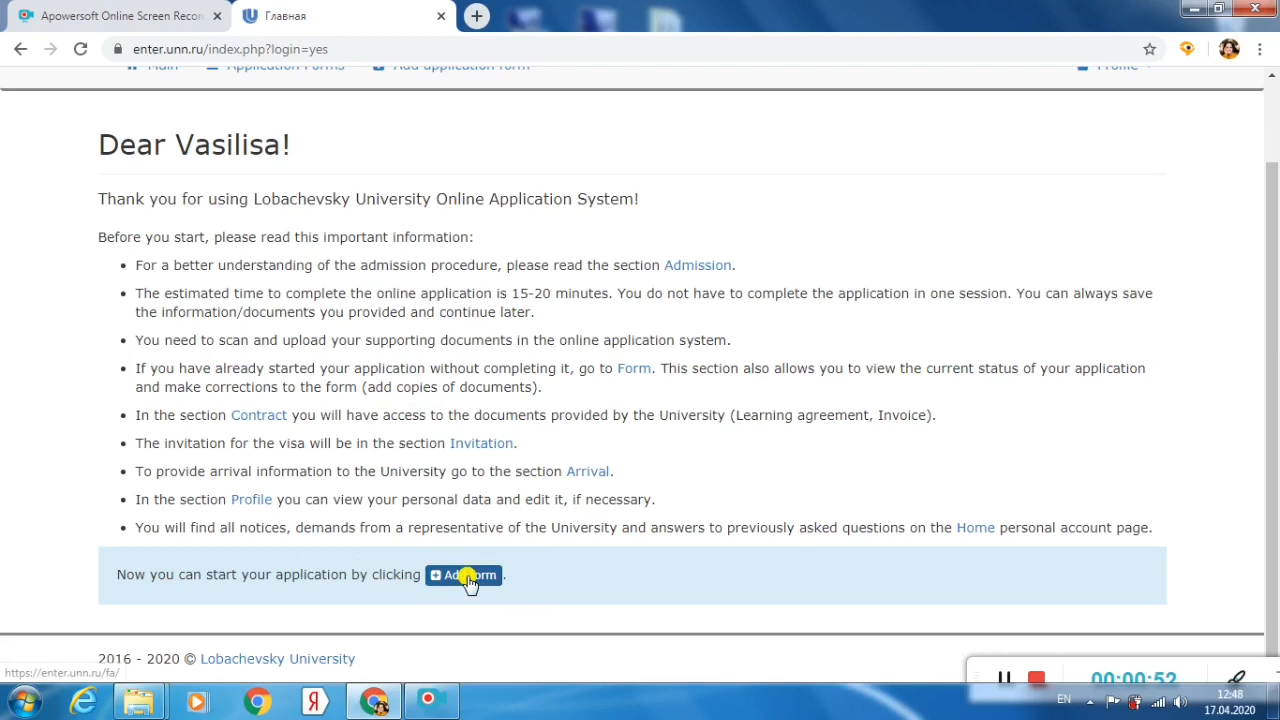 Apowersoft Online Screen Recor
Главная
enter.unn.ru/index.php?login=yes
Main Application Forms Add application form Profile
Dear Vasilisa!
Thank you for using Lobachevsky University Online Application System!
Before you start, please read this important information:
• For a better understanding of the admission procedure, please read the section Admission.
• The estimated time to complete the online application is 15-20 minutes. You do not have to complete the application in one session. You can always save
the information/documents you provided and continue later.
• You need to scan and upload your supporting documents in the online application system.
• If you have already started your application without completing it, go to Form. This section also allows you to view the current status of your application
and make corrections to the form (add copies of documents).
• In the section Contract you will have access to the documents provided by the University (Learning agreement, Invoice).
• The invitation for the visa will be in the section Invitation.
• To provide arrival information to the University go to the section Arrival.
• In the section Profile you can view your personal data and edit it, if necessary.
• You will find all notices, demands from a representative of the University and answers to previously asked questions on the Home personal account page.
Now you can start your application by clicking Add form.
2016 - 2020 © Lobachevsky University
https://enter.unn.ru/fa/
00:00:52
EN
12:48
17.04.2020